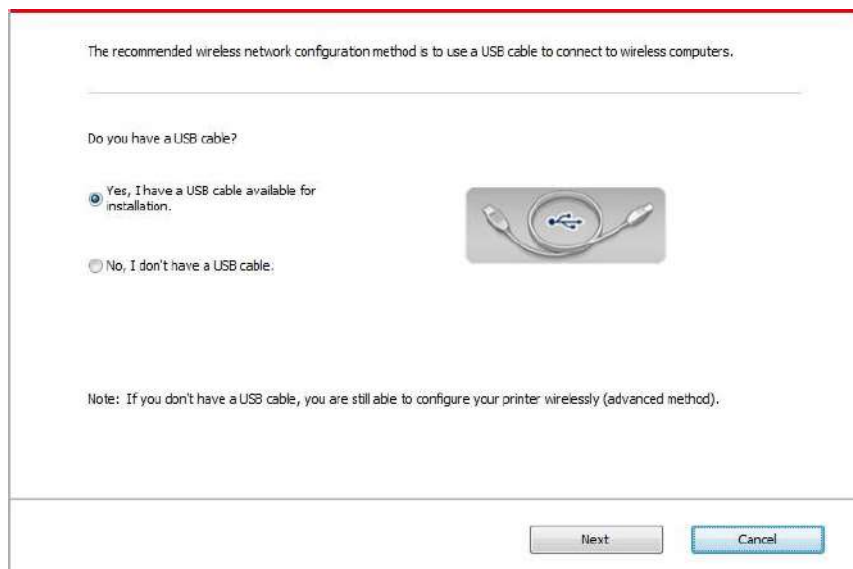 The recommended wireless network configuration method is to use a USB cable to connect to wireless computers.
Do you have a USB cable?
Yes, I have a USB cable available for
installation.
No, I don't have a USB cable.
Note: If you don't have a USB cable, you are still able to configure your printer wirelessly (advanced method).
Next
Cancel